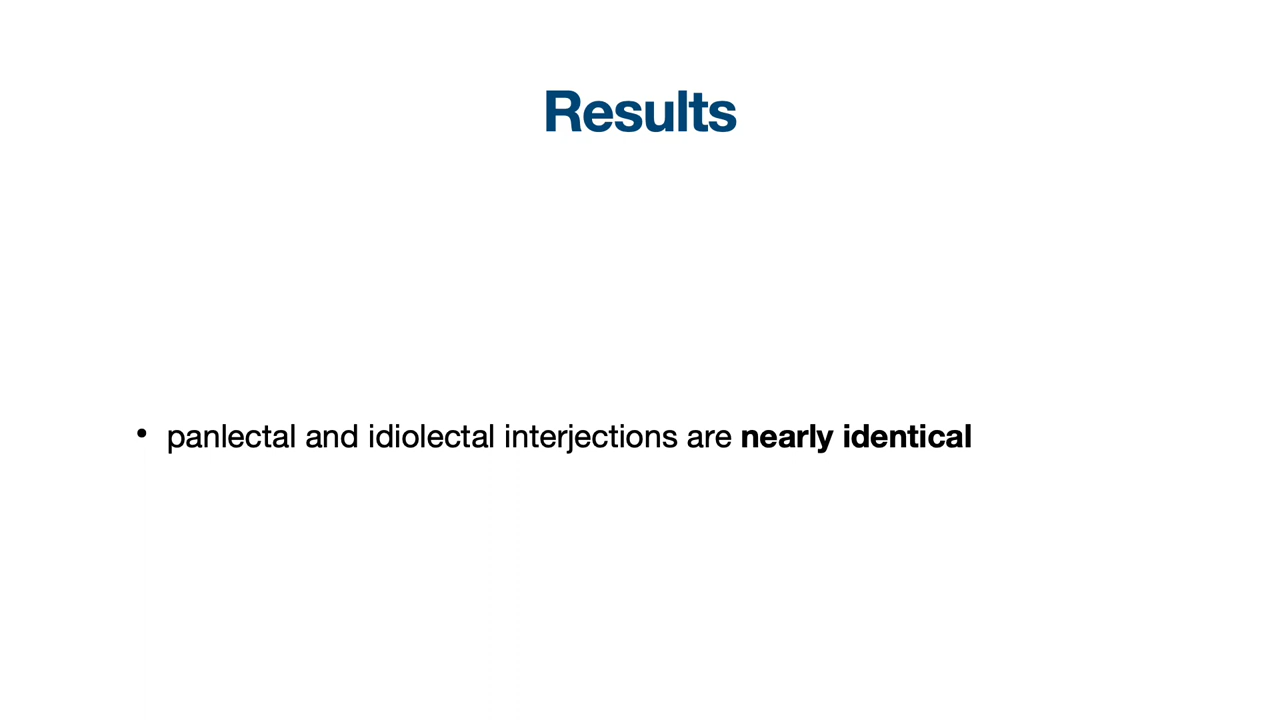 Results
• panlectal and idiolectal interjections are nearly identical